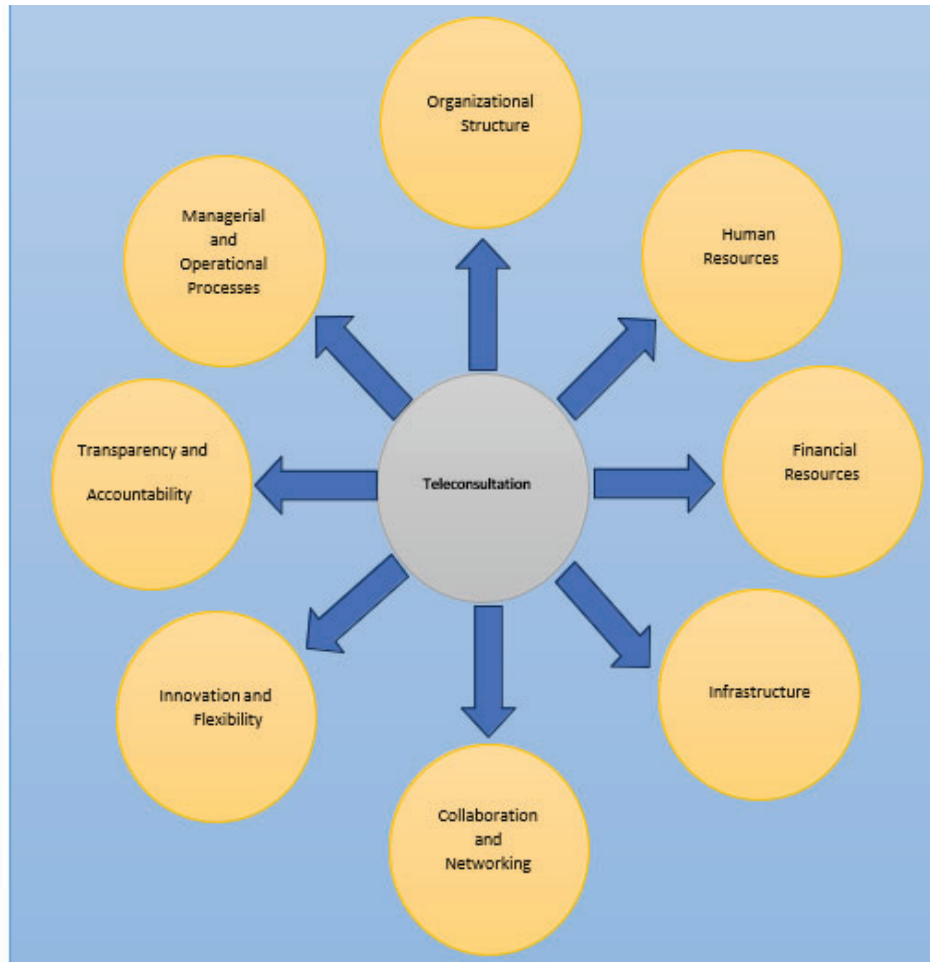 Organizational
Structure
Human
Resources
Financial
Resources
Infrastructure
Collaboration
and
Networking
Innovation and
Flexibility
Transparency and
Accountability
Managerial
and
Operational
Processes
Teleconsultation